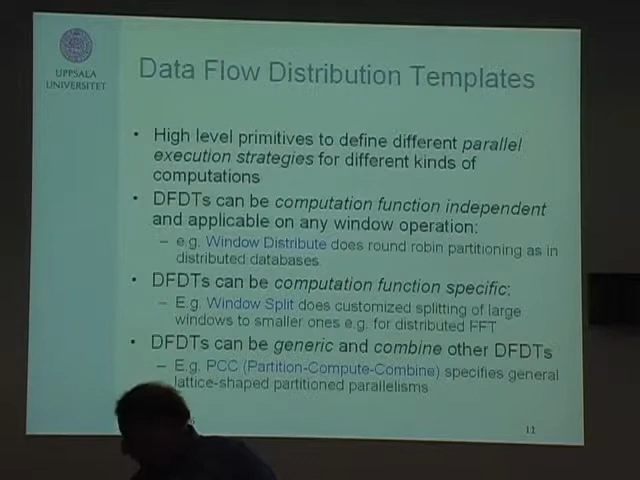 UPPSALA
UNIVERSITET
Data Flow Distribution Templates
• High level primitives to define different parallel
execution strategies for different kinds of
computations
• DFDTs can be computation function independent
and applicable on any window operation:
– e.g. Window Distribute does round robin partitioning as in
distributed databases
• DFDTs can be computation function specific:
– E.g. Window Split does customized splitting of large
windows to smaller ones e.g. for distributed FFT
• DFDTs can be generic and combine other DFDTs
– E.g. PCC (Partition-Compute-Combine) specifies general
lattice-shaped partitioned parallelisms
11